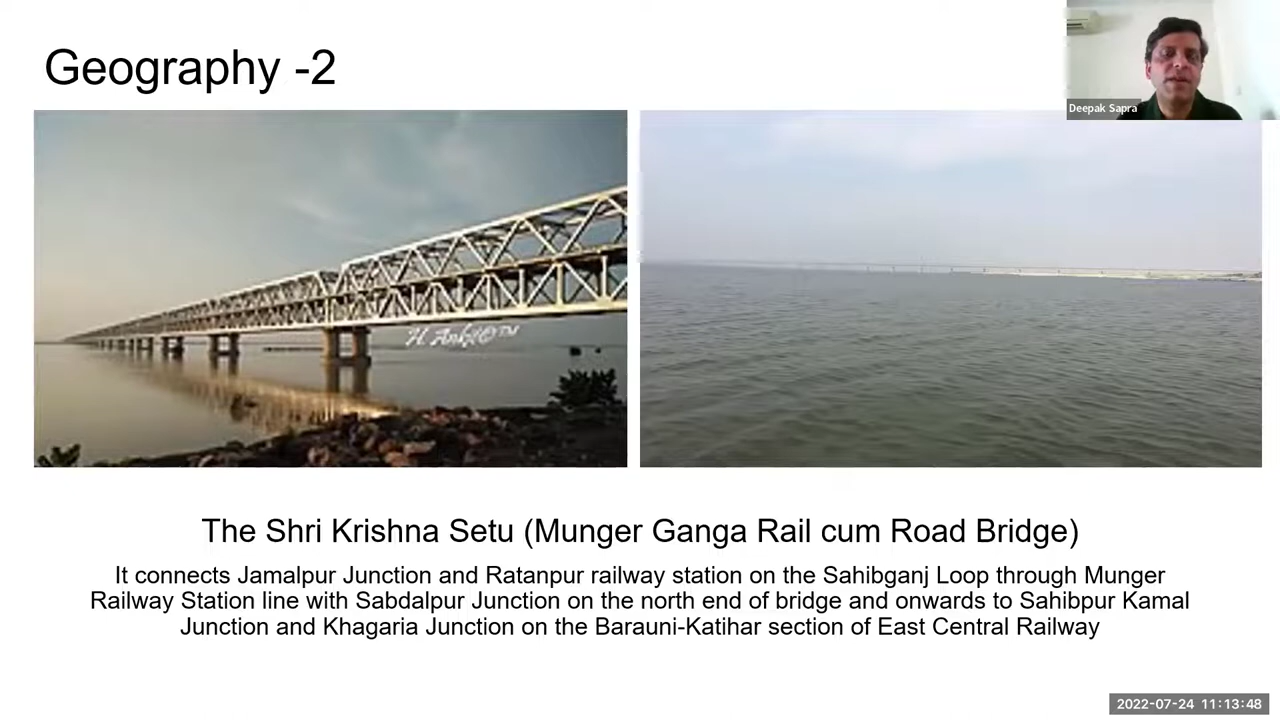 Geography -2
Deepak Sapra
H. Ankit©™
The Shri Krishna Setu (Munger Ganga Rail cum Road Bridge)
It connects Jamalpur Junction and Ratanpur railway station on the Sahibganj Loop through Munger
Railway Station line with Sabdalpur Junction on the north end of bridge and onwards to Sahibpur Kamal
Junction and Khagaria Junction on the Barauni-Katihar section of East Central Railway
2022-07-24 11:13:48